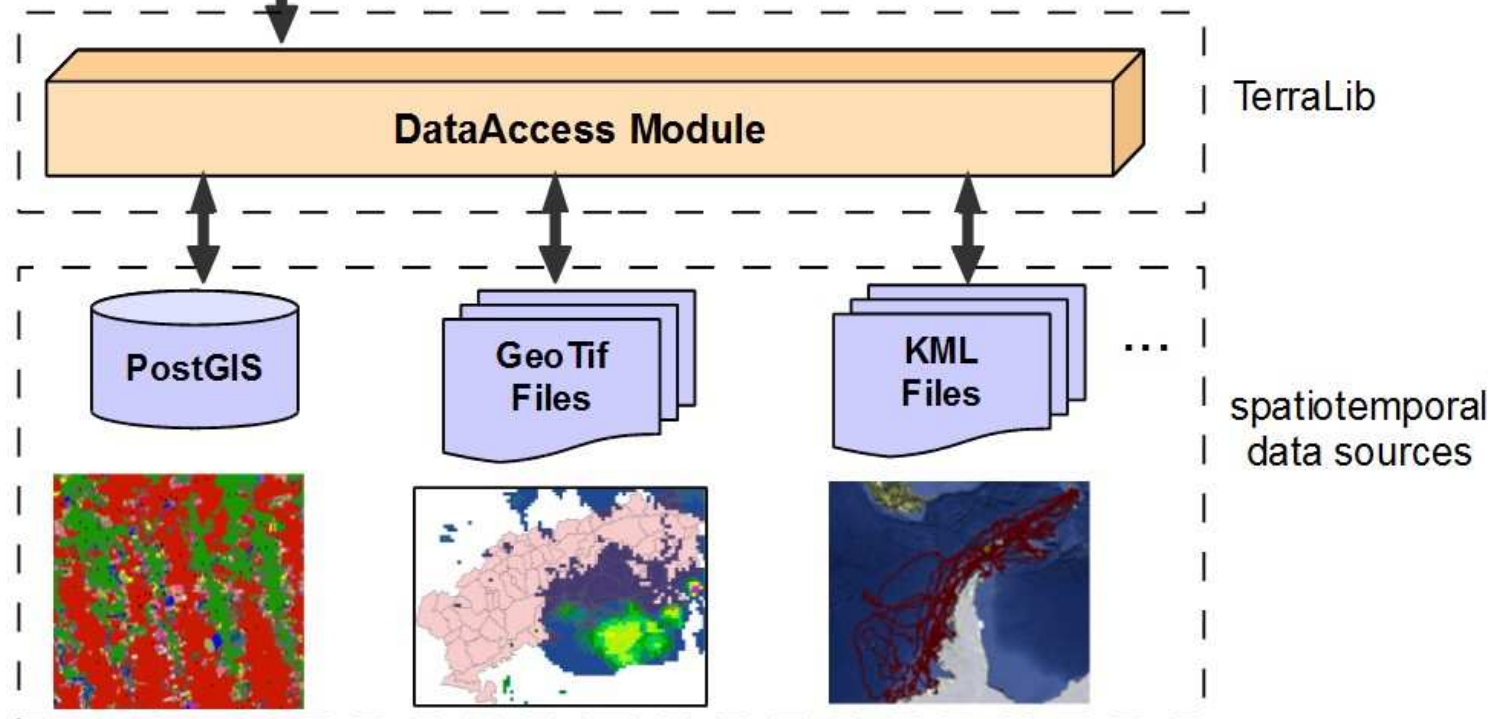 TerraLib
DataAccess Module
PostGIS
GeoTif
Files
KML
Files
...
spatiotemporal
data sources